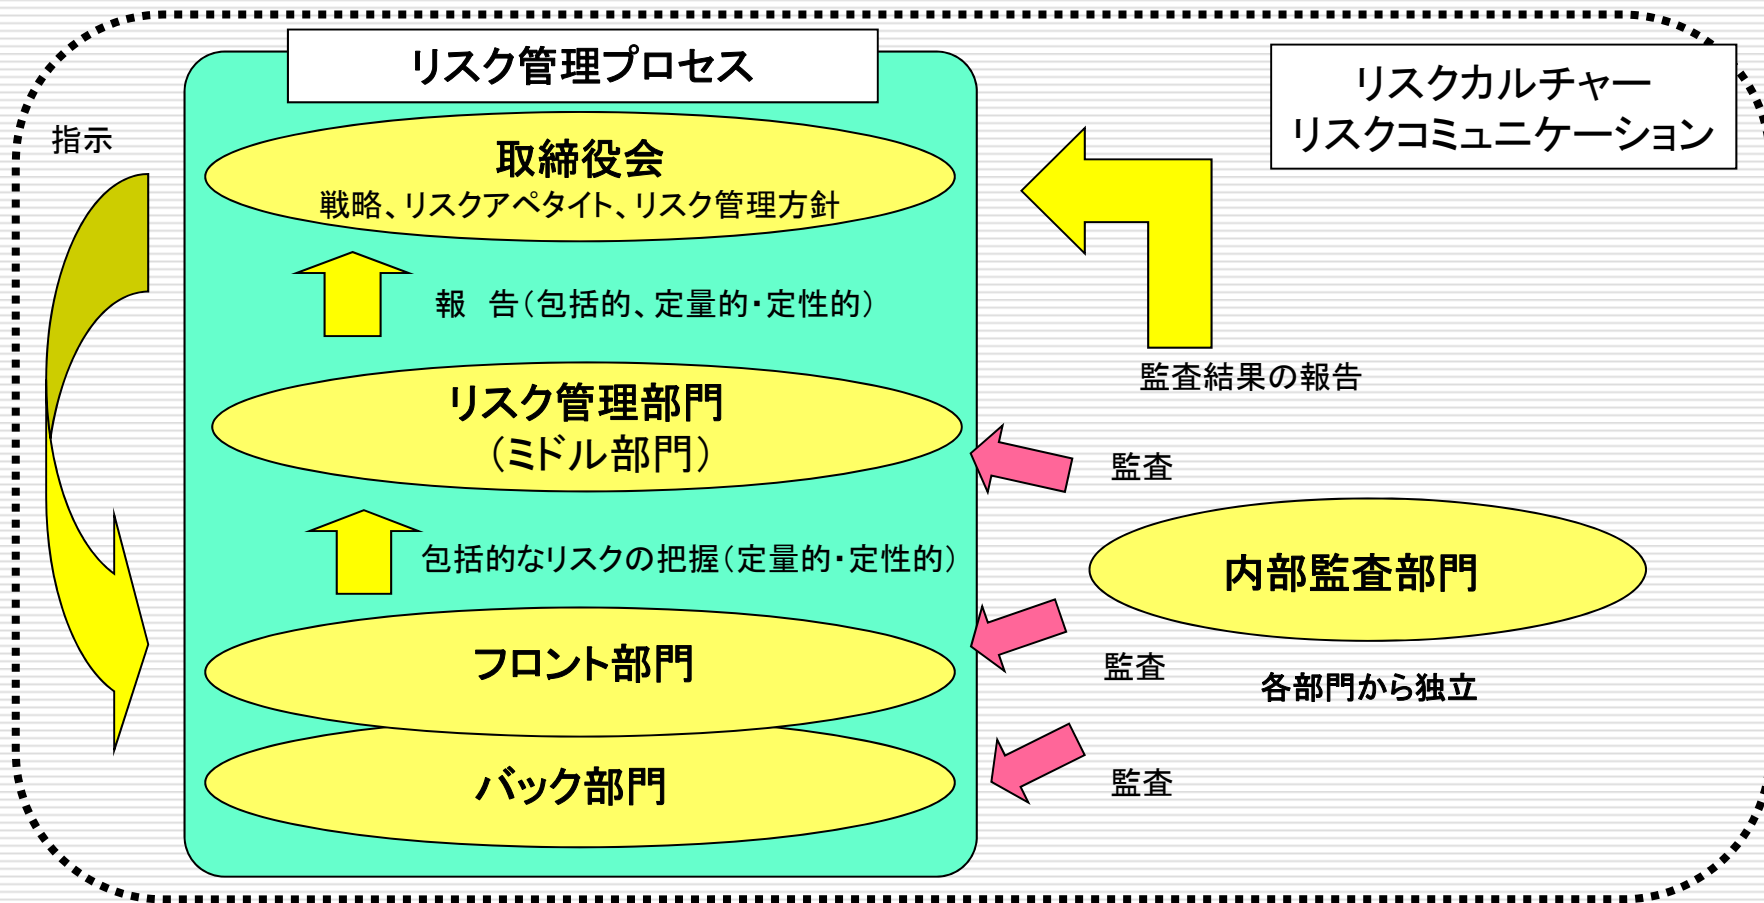 リスク管理プロセス
リスクカルチャー
リスクコミュニケーション
指示
取締役会
戦略、リスクアペタイト、リスク管理方針
報　告（包括的、定量的・定性的）
監査結果の報告
リスク管理部門
（ミドル部門）
監査
包括的なリスクの把握（定量的・定性的）
内部監査部門
フロント部門
監査
各部門から独立
バック部門
監査